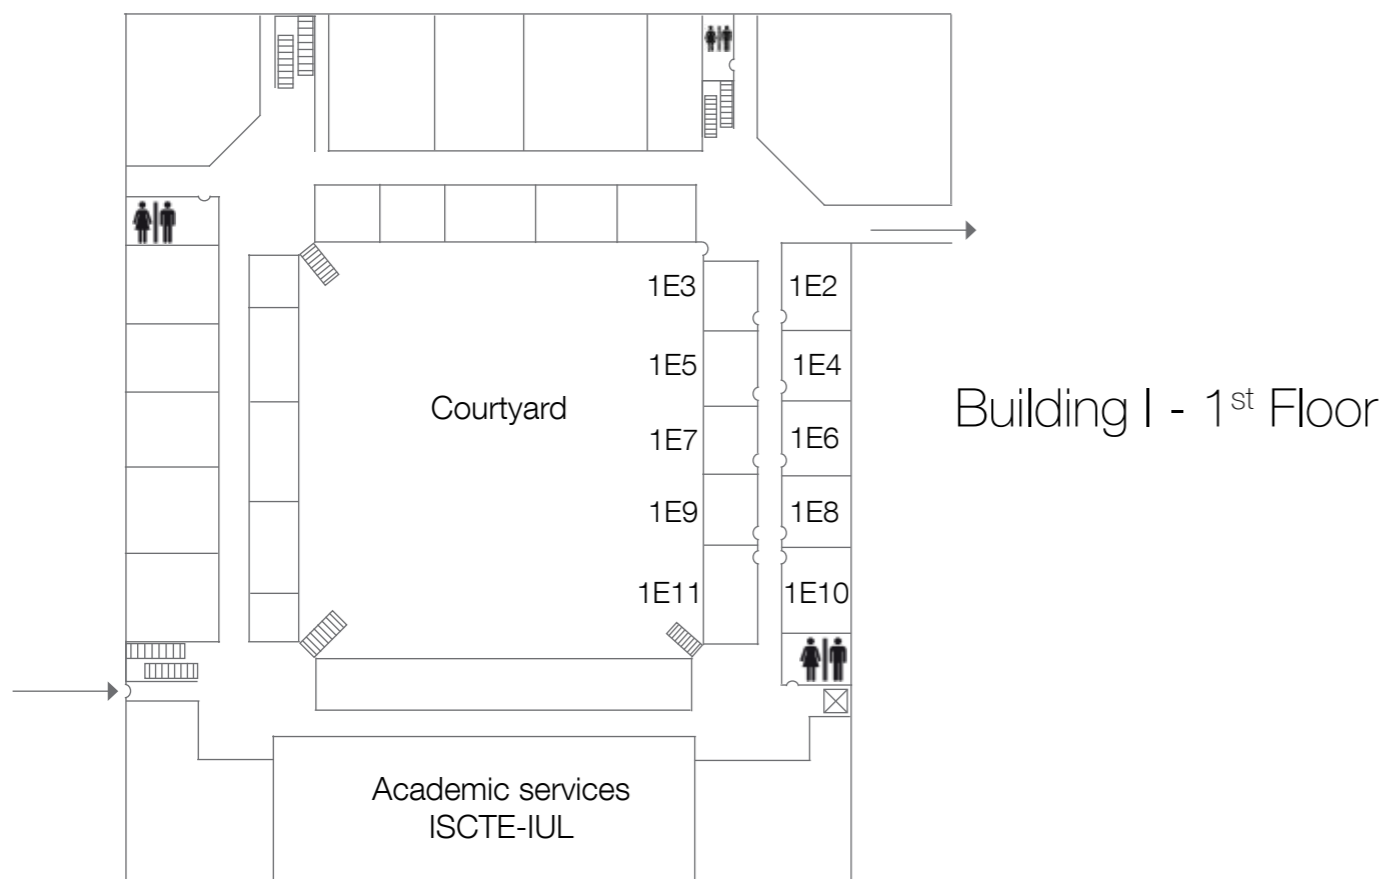 1E3 1E2
1E5 1E4
Courtyard
Building I - 1st Floor
1E7 1E6
1E9 1E8
1E11 1E10
Academic services
ISCTE-IUL